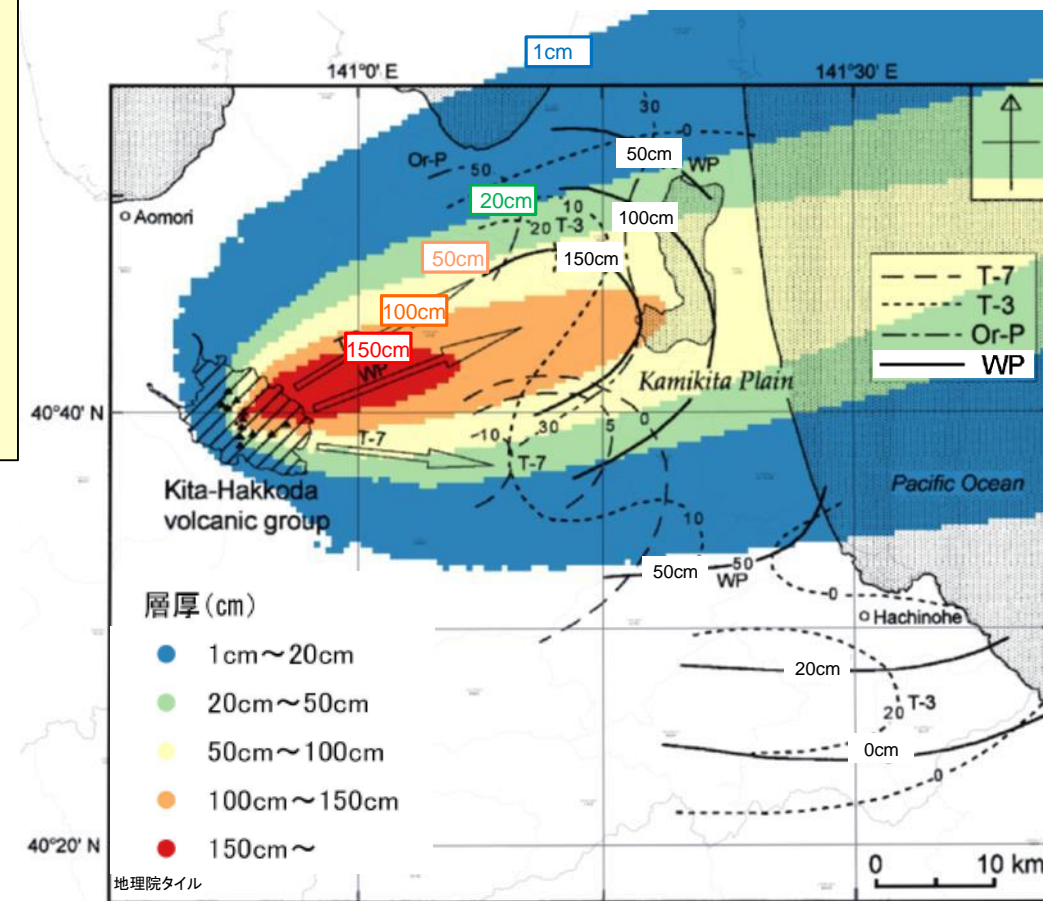 1cm
141°0' E
141°30' E
30
0
50cm
WP
Or-P
50
20cm
10
100cm
Aomori
20
T-3
150cm
50cm
T-7
T-3
Or-P
WP
100cm
150cm
WP
Kamikita Plain
40°40' N
T-7
10
30
5
0
T-7
Pacific Ocean
Kita-Hakkoda
volcanic group
10
50cm
50
WP
0
Hachinohe
層厚(cm)
1cm～20cm
20cm～50cm
50cm～100cm
100cm～150cm
150cm～
20cm
20
T-3
0cm
0
40°20' N
地理院タイル
0
10 km